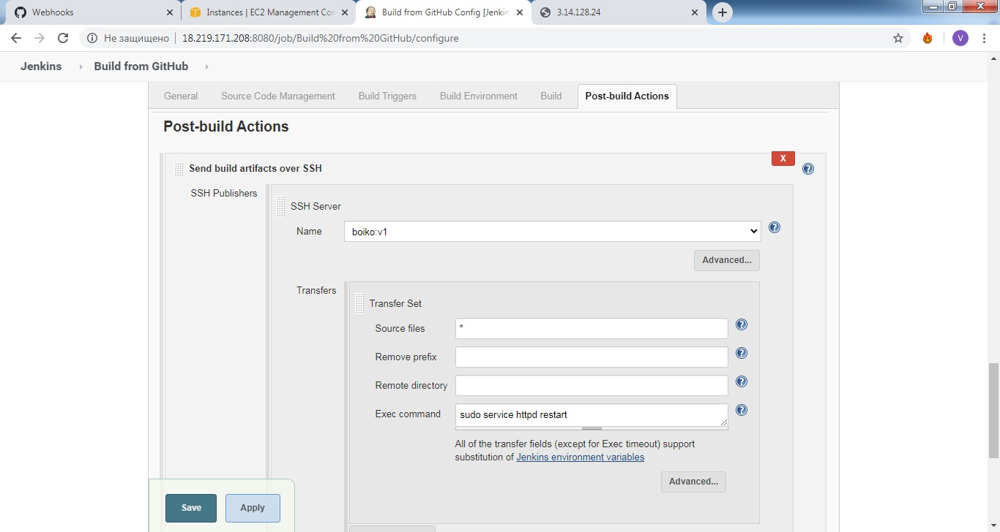 Webhooks
Instances | EC2 Management Con
Build from GitHub Config [Jenkin
3.14.128.24
Не защищено
18.219.171.208:8080/job/Build%20from%20GitHub/configure
V
Jenkins
Build from GitHub
General
Source Code Management
Build Triggers
Build Environment
Build
Post-build Actions
Post-build Actions
X
Send build artifacts over SSH
?
SSH Publishers
SSH Server
Name
boiko:v1
?
Advanced...
Transfers
Transfer Set
Source files
*
?
Remove prefix
?
Remote directory
?
Exec command
sudo service httpd restart
?
All of the transfer fields (except for Exec timeout) support
substitution of Jenkins environment variables
Advanced...
Save
Apply